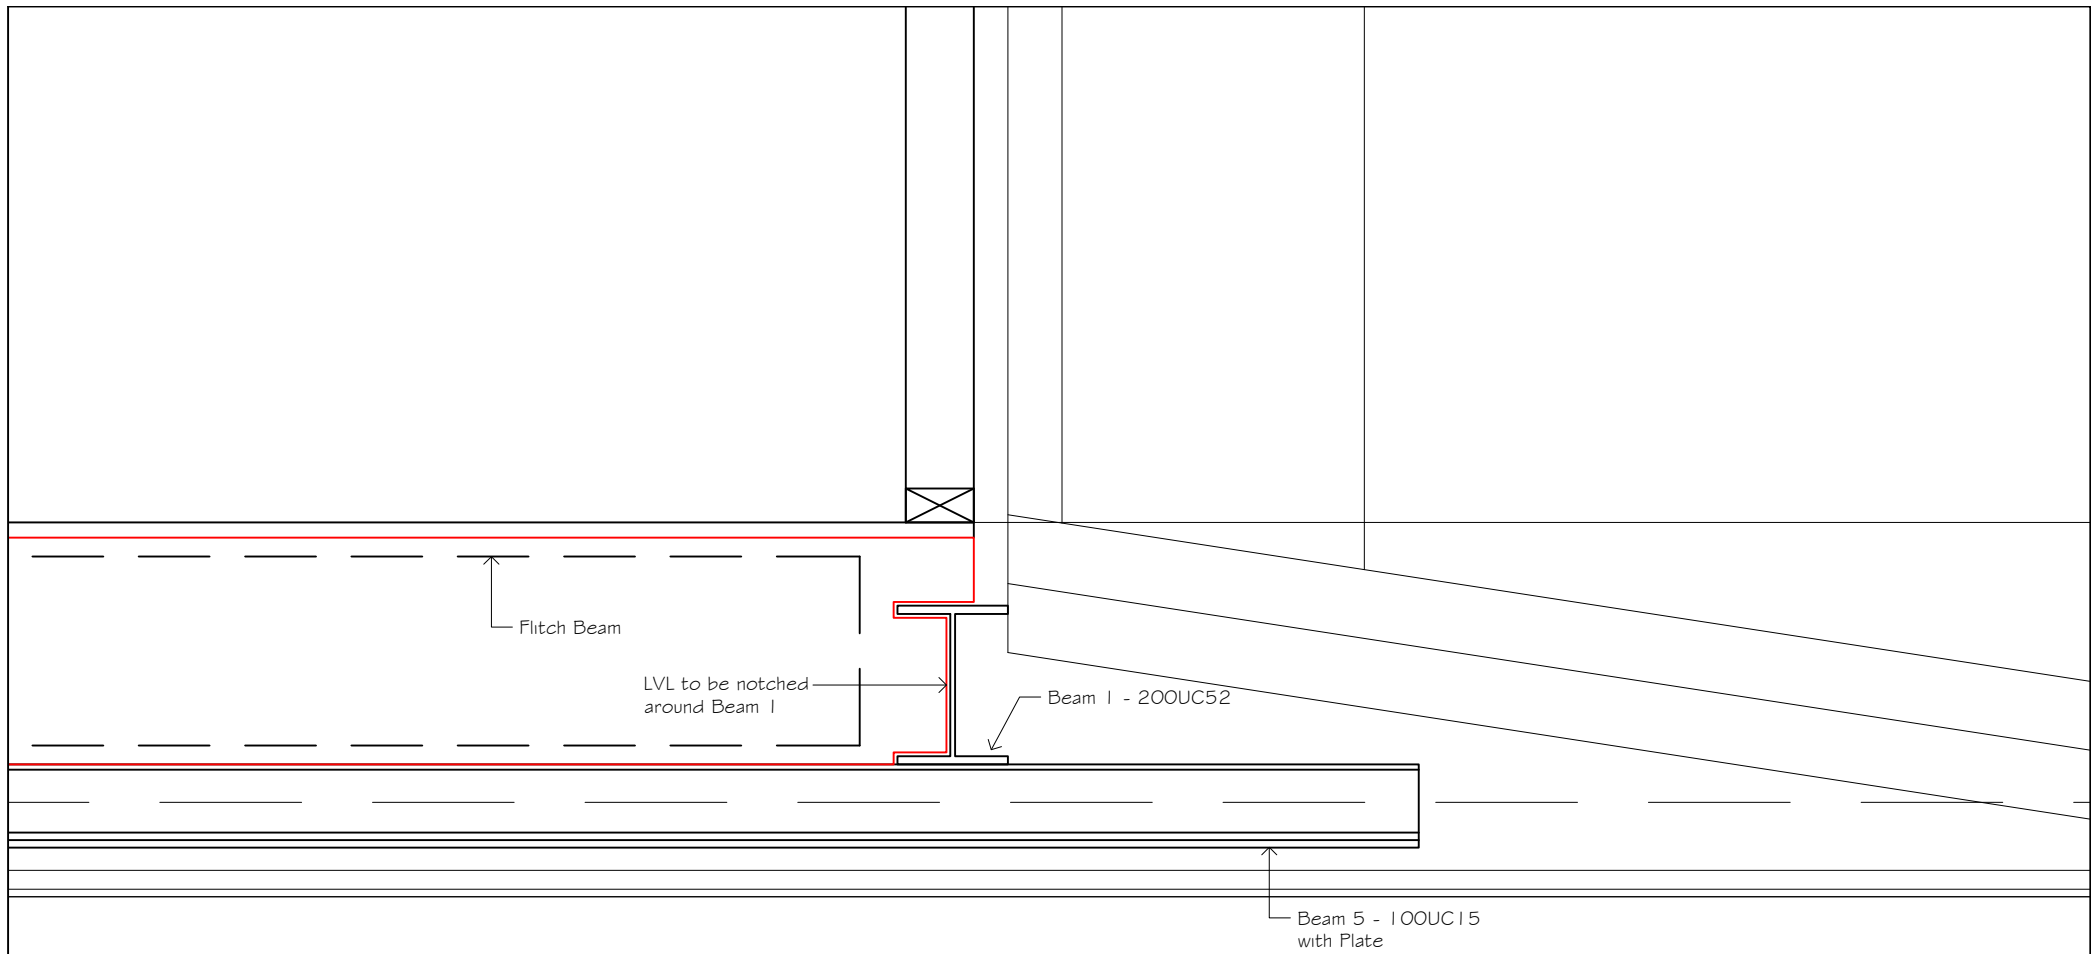 Flitch Beam
LVL to be notched
around Beam 1
Beam 1 - 200UC52
Beam 5 - 100UC15
with Plate